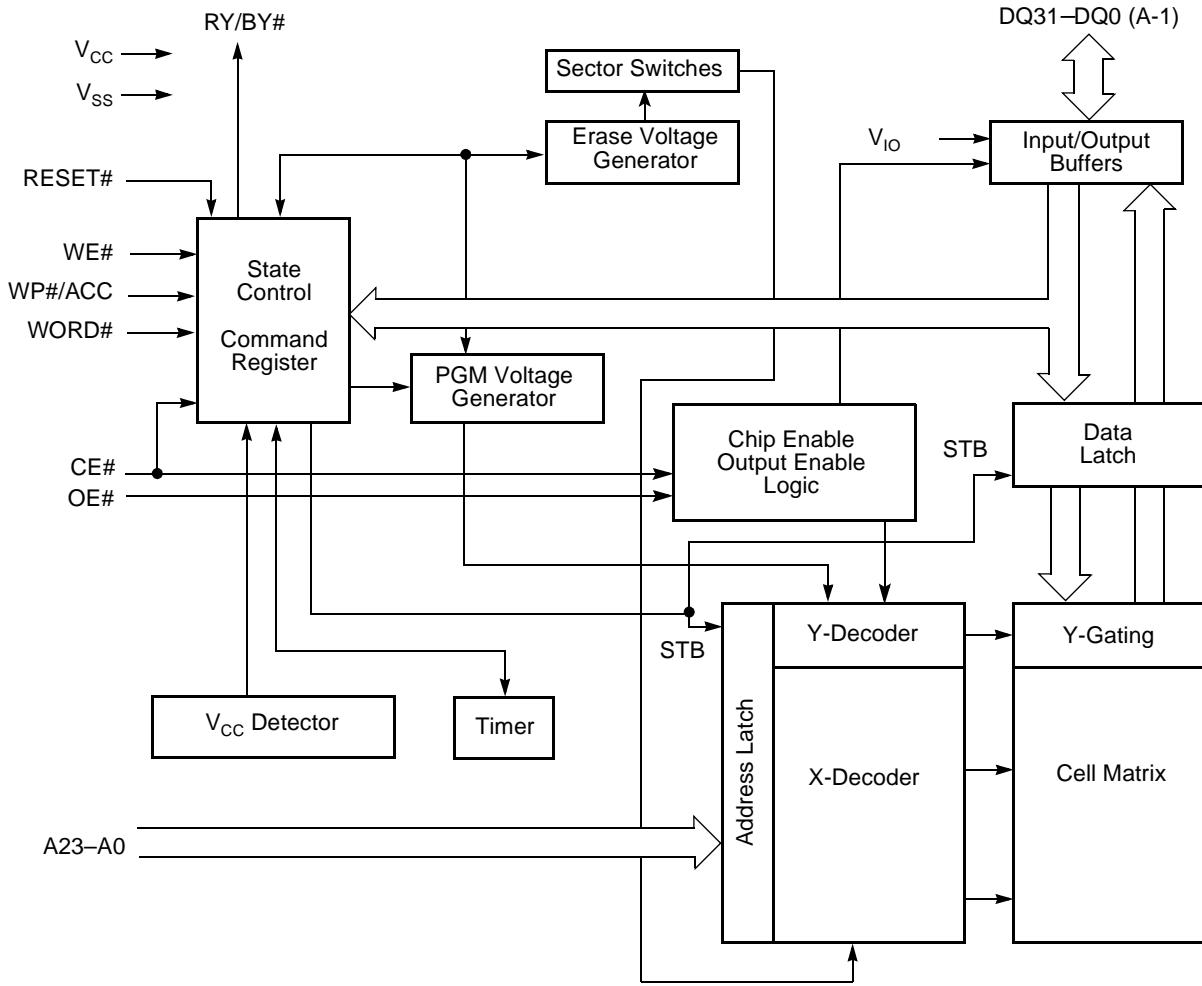 RY/BY#
DQ31–DQ0 (A-1)
VCC
VSS
Sector Switches
Erase Voltage
Generator
VIO
Input/Output
Buffers
RESET#
WE#
WP#/ACC
WORD#
State
Control
Command
Register
PGM Voltage
Generator
Chip Enable
Output Enable
Logic
STB
Data
Latch
CE#
OE#
STB
Y-Decoder
Y-Gating
VCC Detector
Timer
Address Latch
X-Decoder
Cell Matrix
A23–A0